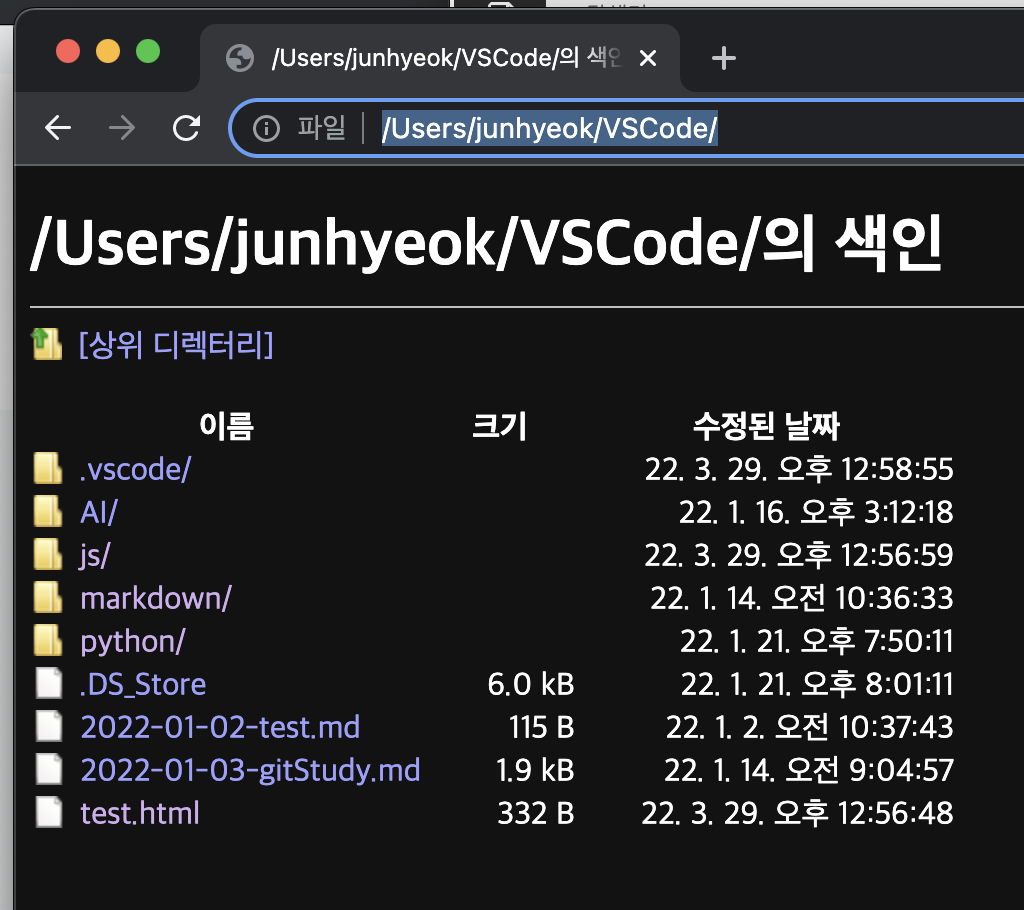 /Users/junhyeok/VSCode/의 색인
파일 | /Users/junhyeok/VSCode/
/Users/junhyeok/VSCode/의 색인
[상위 디렉터리]
이름 크기 수정된 날짜
.vscode/ 22. 3. 29. 오후 12:58:55
AI/ 22. 1. 16. 오후 3:12:18
js/ 22. 3. 29. 오후 12:56:59
markdown/ 22. 1. 14. 오전 10:36:33
python/ 22. 1. 21. 오후 7:50:11
.DS_Store 6.0 kB 22. 1. 21. 오후 8:01:11
2022-01-02-test.md 115 B 22. 1. 2. 오전 10:37:43
2022-01-03-gitStudy.md 1.9 kB 22. 1. 14. 오전 9:04:57
test.html 332 B 22. 3. 29. 오후 12:56:48